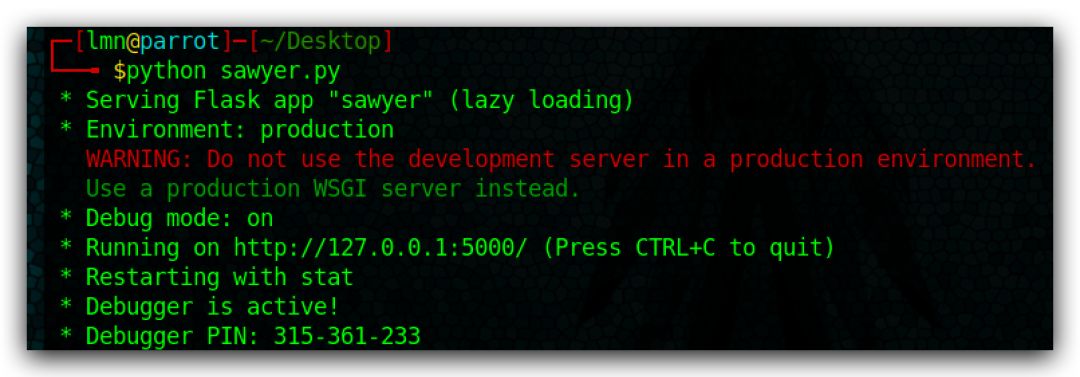 ┌─[lmn@parrot]─[~/Desktop]
└──╼ $python sawyer.py
* Serving Flask app "sawyer" (lazy loading)
* Environment: production
WARNING: Do not use the development server in a production environment.
Use a production WSGI server instead.
* Debug mode: on
* Running on http://127.0.0.1:5000/ (Press CTRL+C to quit)
* Restarting with stat
* Debugger is active!
* Debugger PIN: 315-361-233